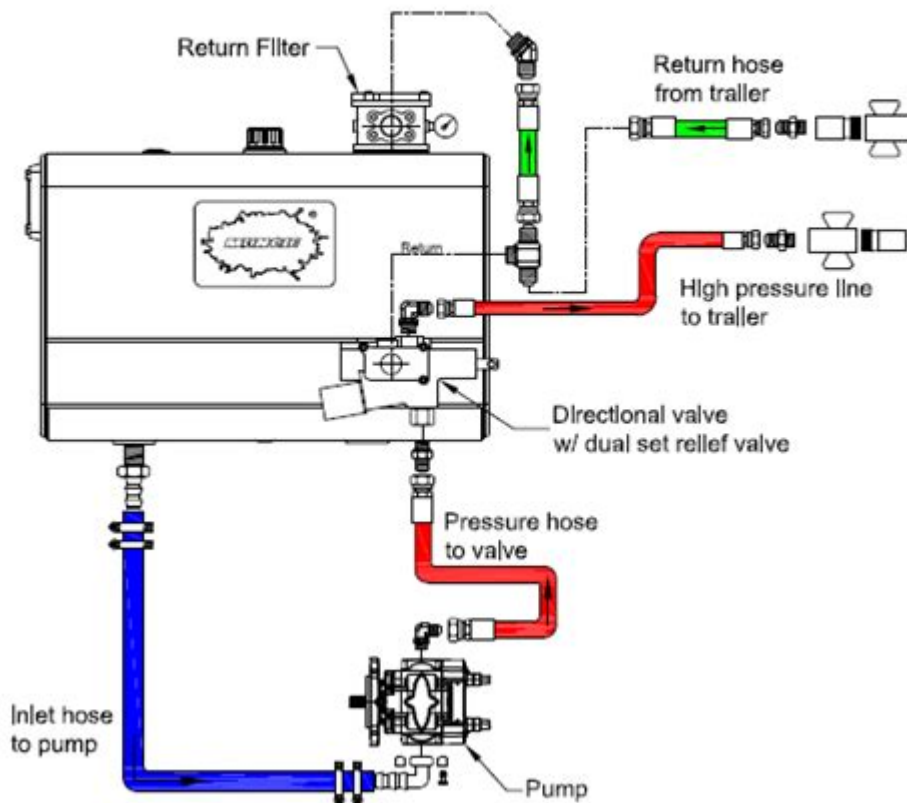 Return Filter
Return hose
from trailer
MUNCIE
®
Return
High pressure line
to trailer
Directional valve
w/ dual set relief valve
Pressure hose
to valve
Inlet hose
to pump
Pump